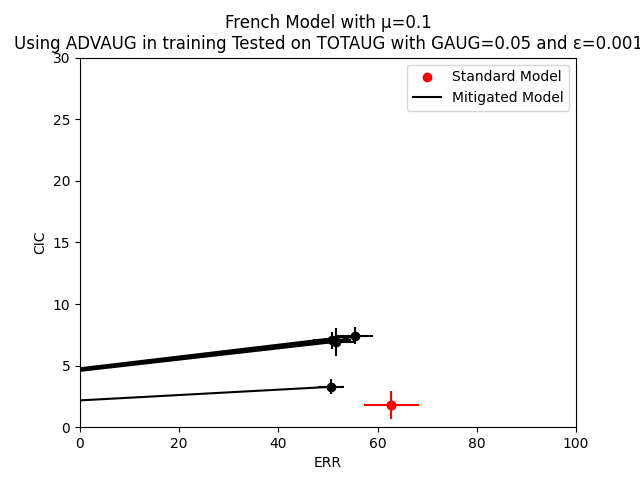 French Model with μ=0.1
Using ADVAUG in training Tested on TOTAUG with GAUG=0.05 and ε=0.001
Standard Model
Mitigated Model
30
25
20
15
10
5
0
CIC
0 20 40 60 80 100
ERR